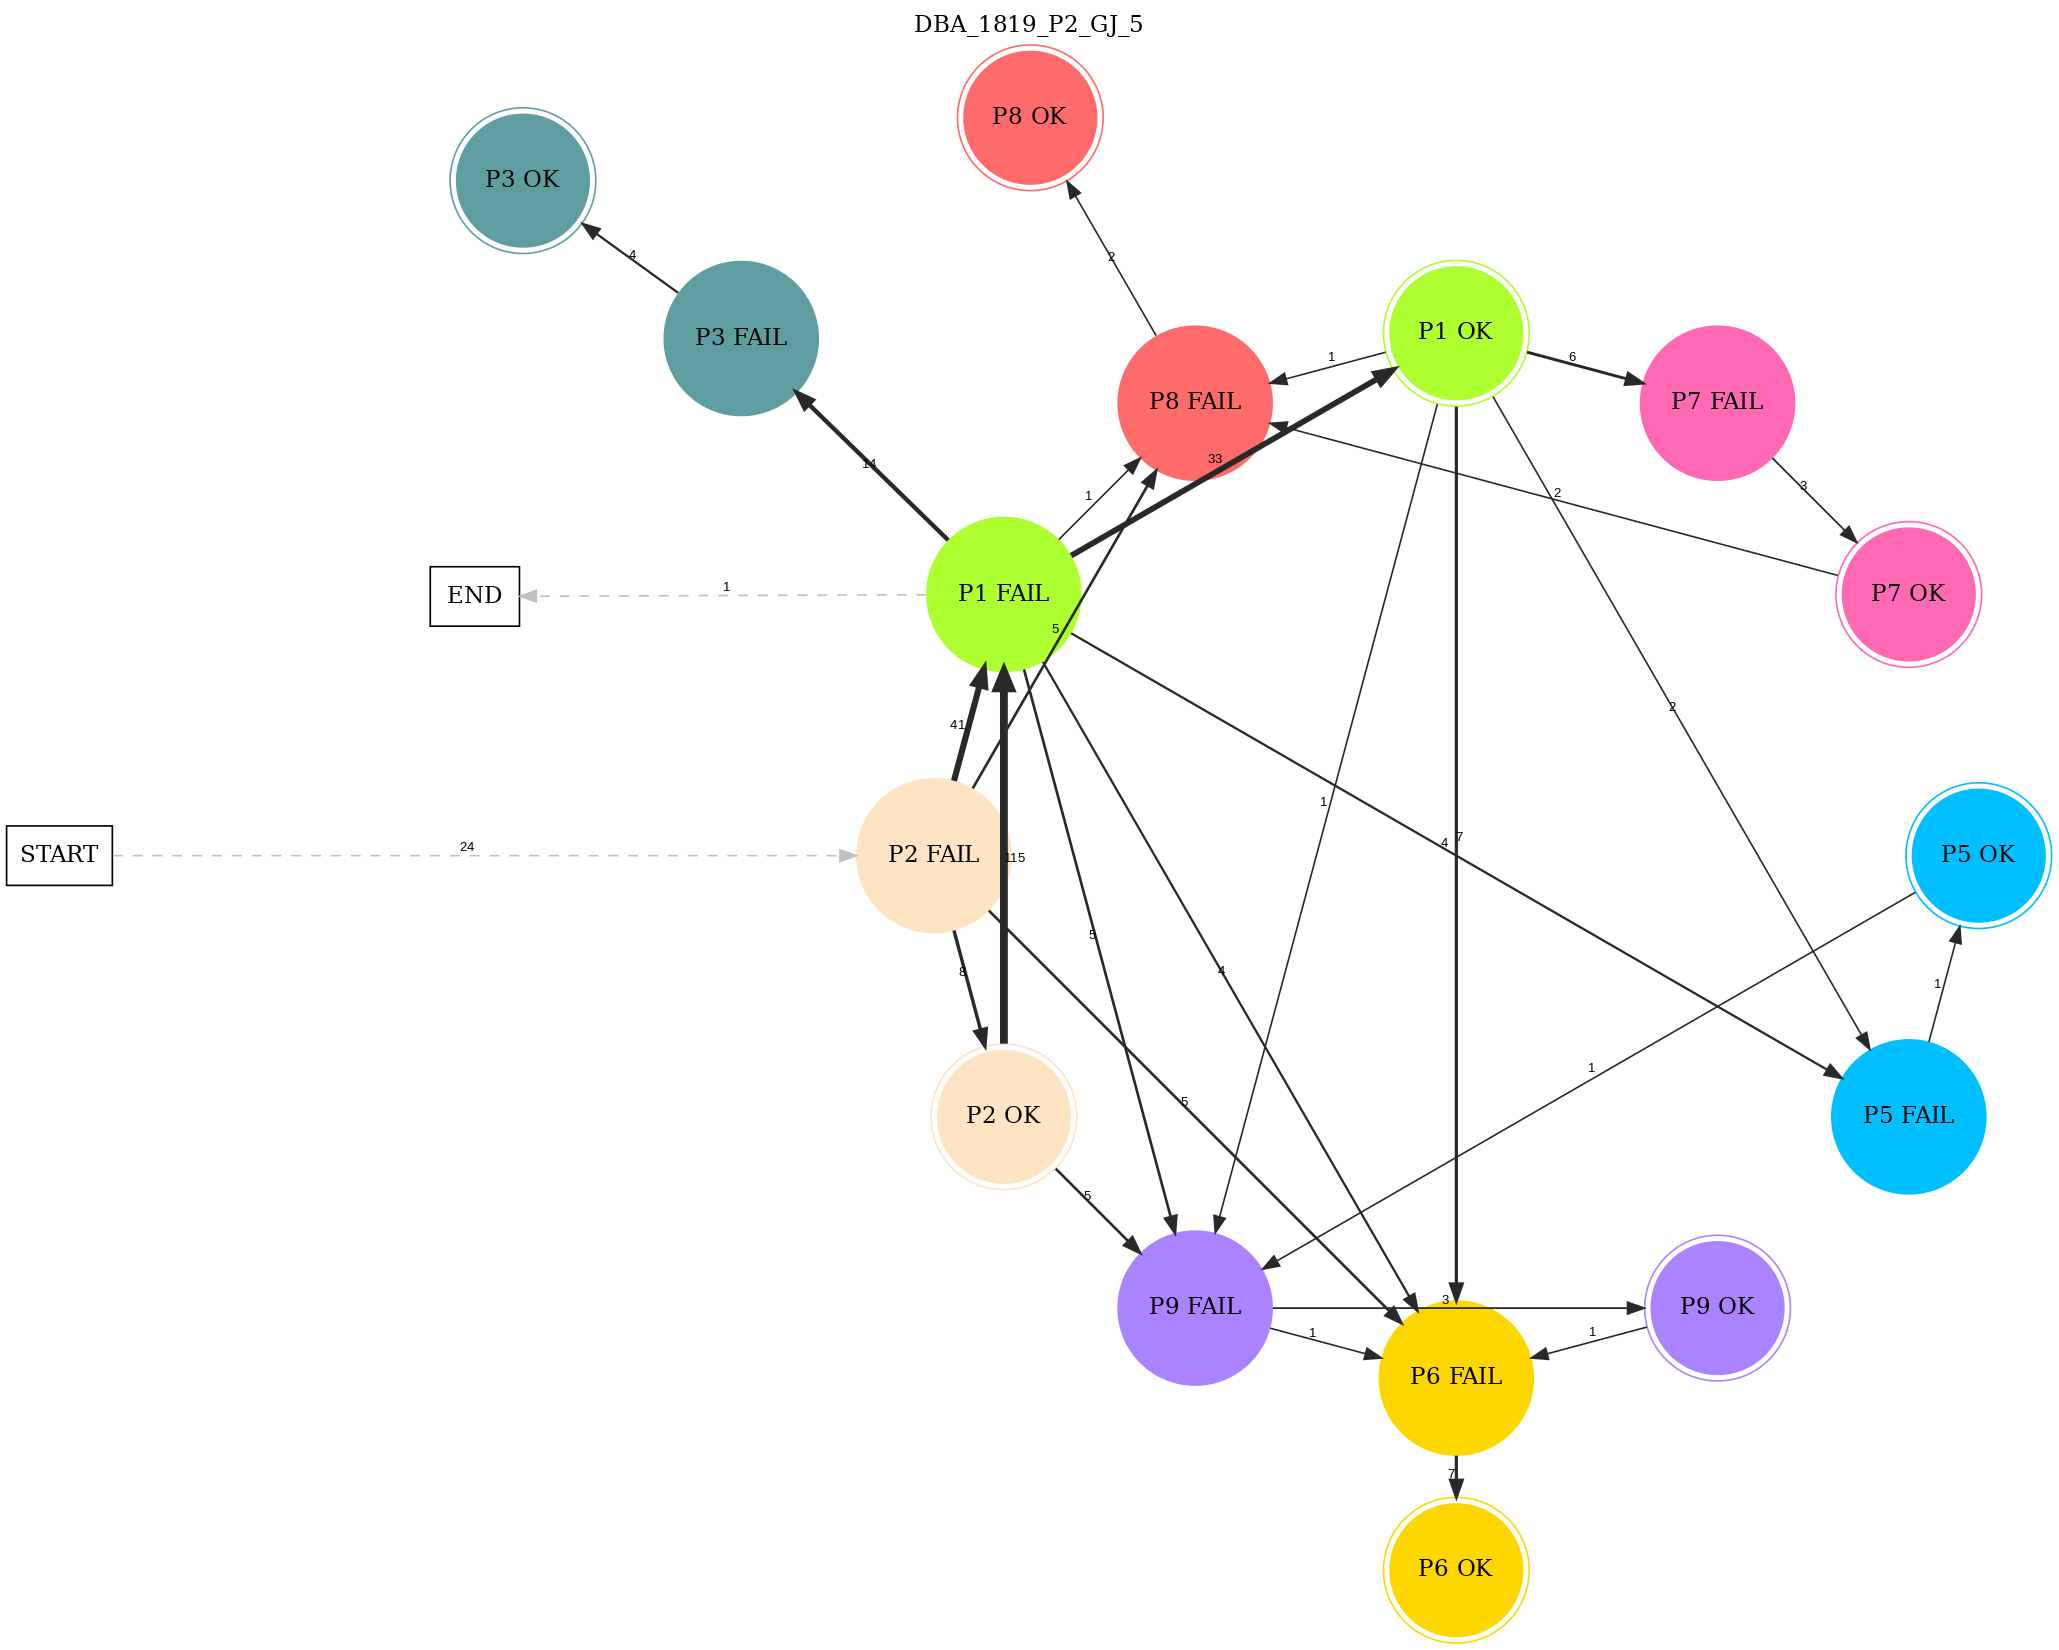 DBA_1819_P2_GJ_5
P8 OK
P3 OK
4
2
P1 OK
P3 FAIL
1
6
P8 FAIL
P7 FAIL
33
14
1
2
3
END
1
P1 FAIL
P7 OK
5
41
2
START
24
P2 FAIL
115
1
4
7
P5 OK
5
8
4
1
P2 OK
5
1
P5 FAIL
5
P9 FAIL
3
P9 OK
1
1
P6 FAIL
7
P6 OK